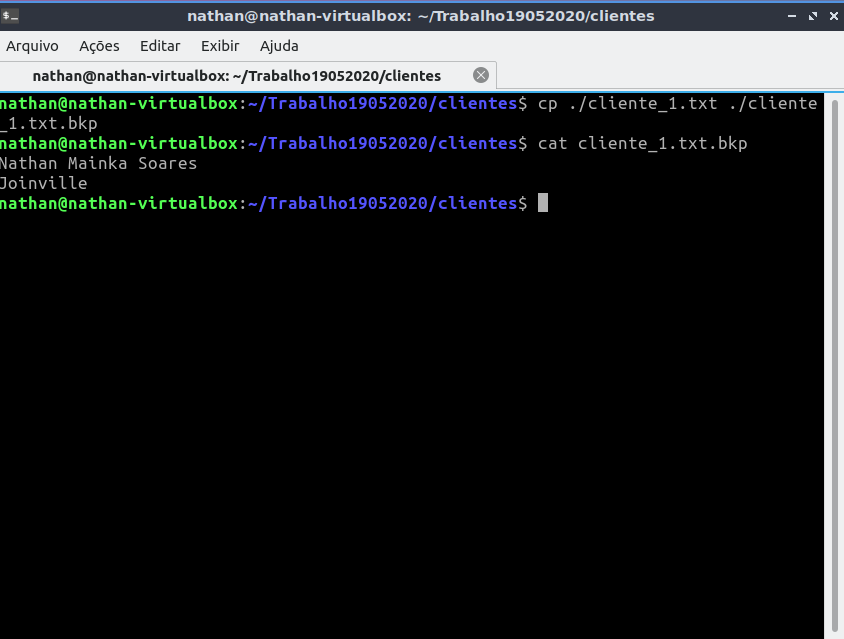 nathan@nathan-virtualbox: ~/Trabalho19052020/clientes
Arquivo Ações Editar Exibir Ajuda
nathan@nathan-virtualbox: ~/Trabalho19052020/clientes
nathan@nathan-virtualbox:~/Trabalho19052020/clientes$ cp ./cliente_1.txt ./cliente
_1.txt.bkp
nathan@nathan-virtualbox:~/Trabalho19052020/clientes$ cat cliente_1.txt.bkp
Nathan Mainka Soares
Joinville
nathan@nathan-virtualbox:~/Trabalho19052020/clientes$